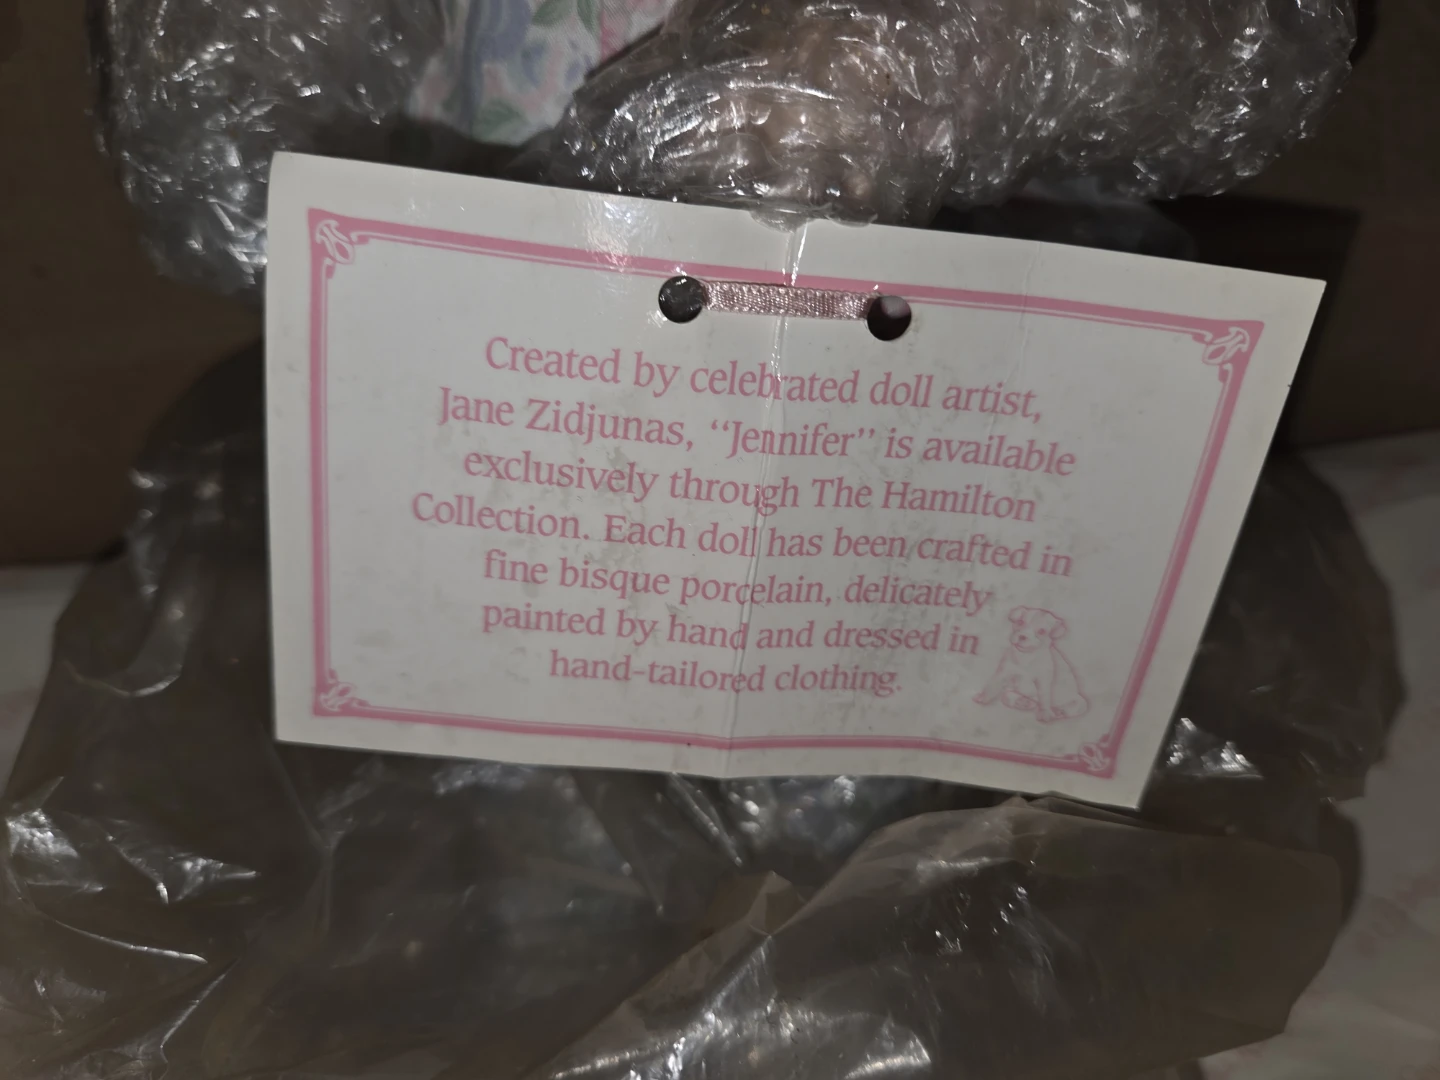 Created by celebrated doll artist,
Jane Zidjunas, “Jennifer” is available
exclusively through The Hamilton
Collection. Each doll has been crafted in
fine bisque porcelain, delicately
painted by hand and dressed in
hand-tailored clothing.